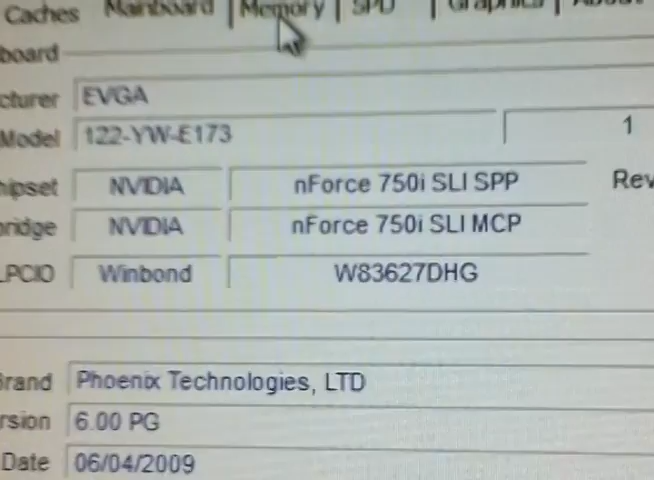 Caches Mainboard Memory SPD Graphics About
board
cturer EVGA
Model 122-YW-E173 1
hipset NVIDIA nForce 750i SLI SPP Rev
bridge NVIDIA nForce 750i SLI MCP
LPCIO Winbond W83627DHG
Brand Phoenix Technologies, LTD
rsion 6.00 PG
Date 06/04/2009